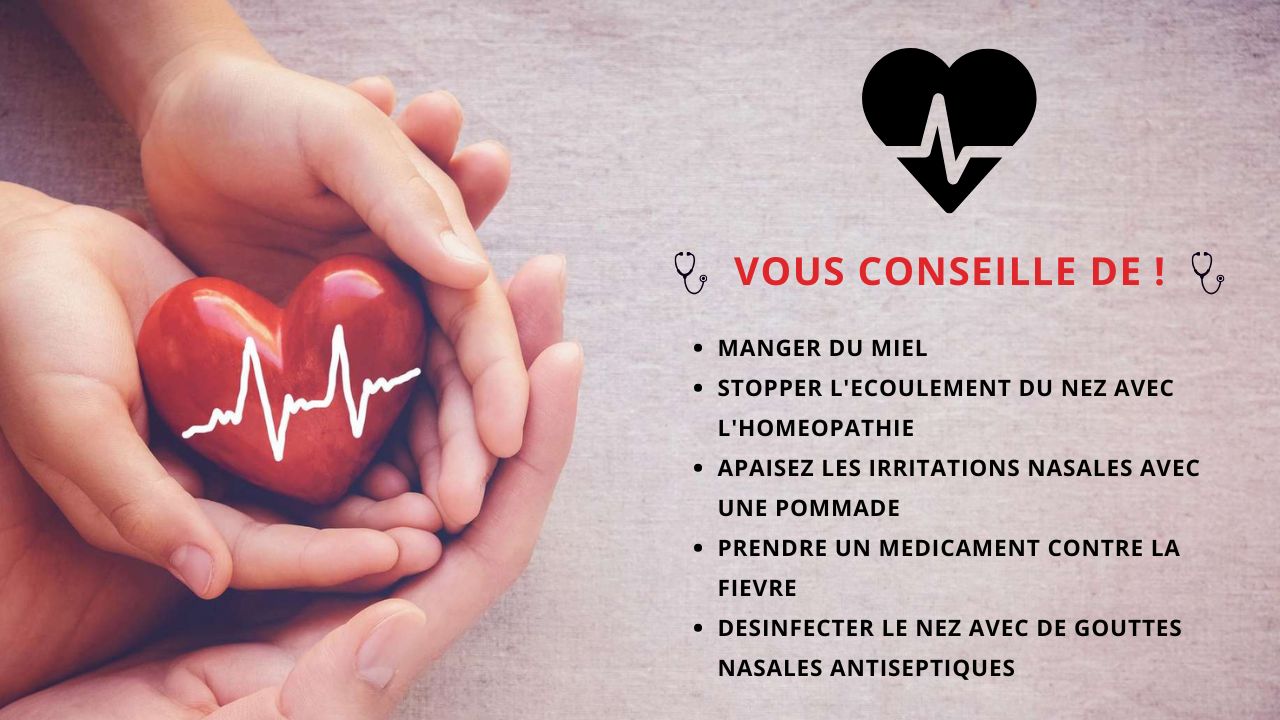 VOUS CONSEILLE DE !
• MANGER DU MIEL
• STOPPER L'ECOULEMENT DU NEZ AVEC
L'HOMEOPATHIE
• APAISEZ LES IRRITATIONS NASALES AVEC
UNE POMMADE
• PRENDRE UN MEDICAMENT CONTRE LA
FIEVRE
• DESINFECTER LE NEZ AVEC DE GOUTTES
NASALES ANTISEPTIQUES